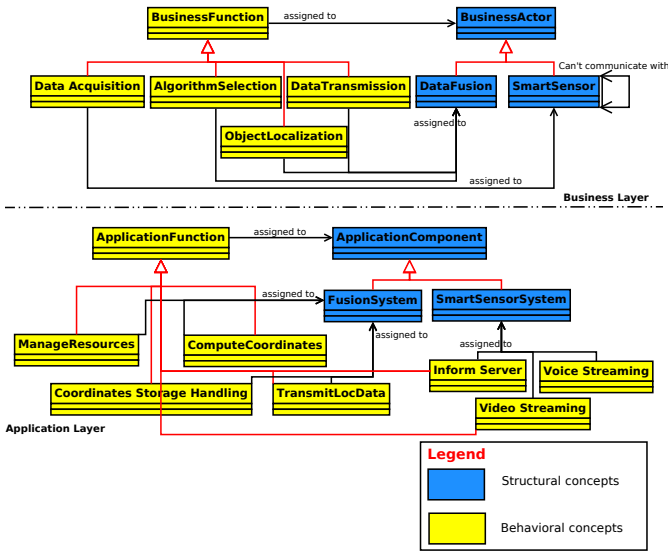 BusinessFunction
assigned to
BusinessActor
Can't communicate with
Data Acquisition
AlgorithmSelection
DataTransmission
DataFusion
SmartSensor
assigned to
ObjectLocalization
assigned to
Business Layer
ApplicationFunction
assigned to
ApplicationComponent
assigned to
FusionSystem
SmartSensorSystem
assigned to
ManageResources
ComputeCoordinates
assigned to
Inform Server
Voice Streaming
Coordinates Storage Handling
TransmitLocData
Video Streaming
Application Layer
Legend
Structural concepts
Behavioral concepts